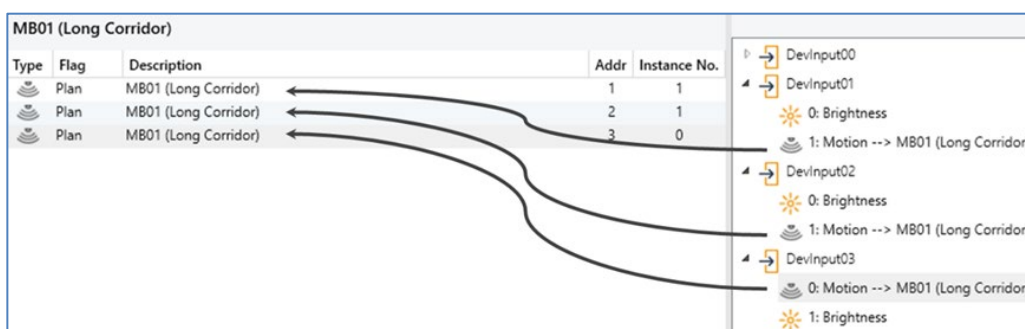 MB01 (Long Corridor)
Type Flag Description Addr Instance No.
Plan MB01 (Long Corridor) 1 1
Plan MB01 (Long Corridor) 2 1
Plan MB01 (Long Corridor) 3 0
DevInput00
DevInput01
0: Brightness
1: Motion --> MB01 (Long Corridor
DevInput02
0: Brightness
1: Motion --> MB01 (Long Corridor
DevInput03
0: Motion --> MB01 (Long Corridor
1: Brightness